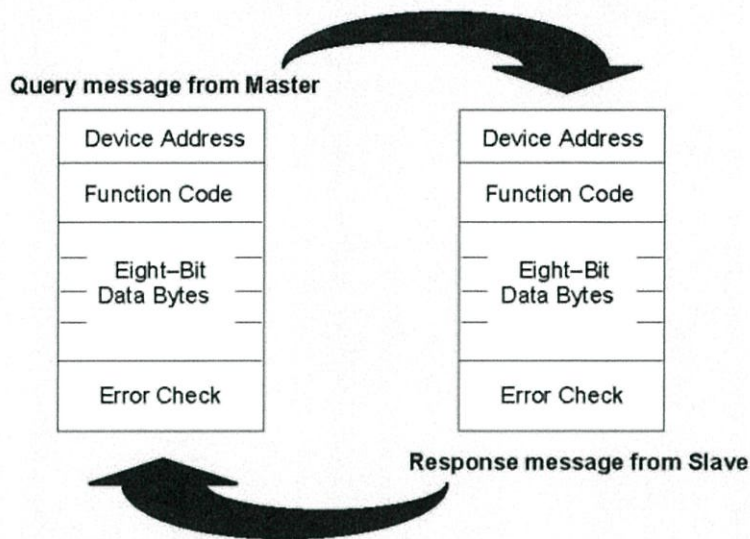 Query message from Master
Device Address
Function Code
Eight–Bit
Data Bytes
Error Check
Device Address
Function Code
Eight–Bit
Data Bytes
Error Check
Response message from Slave